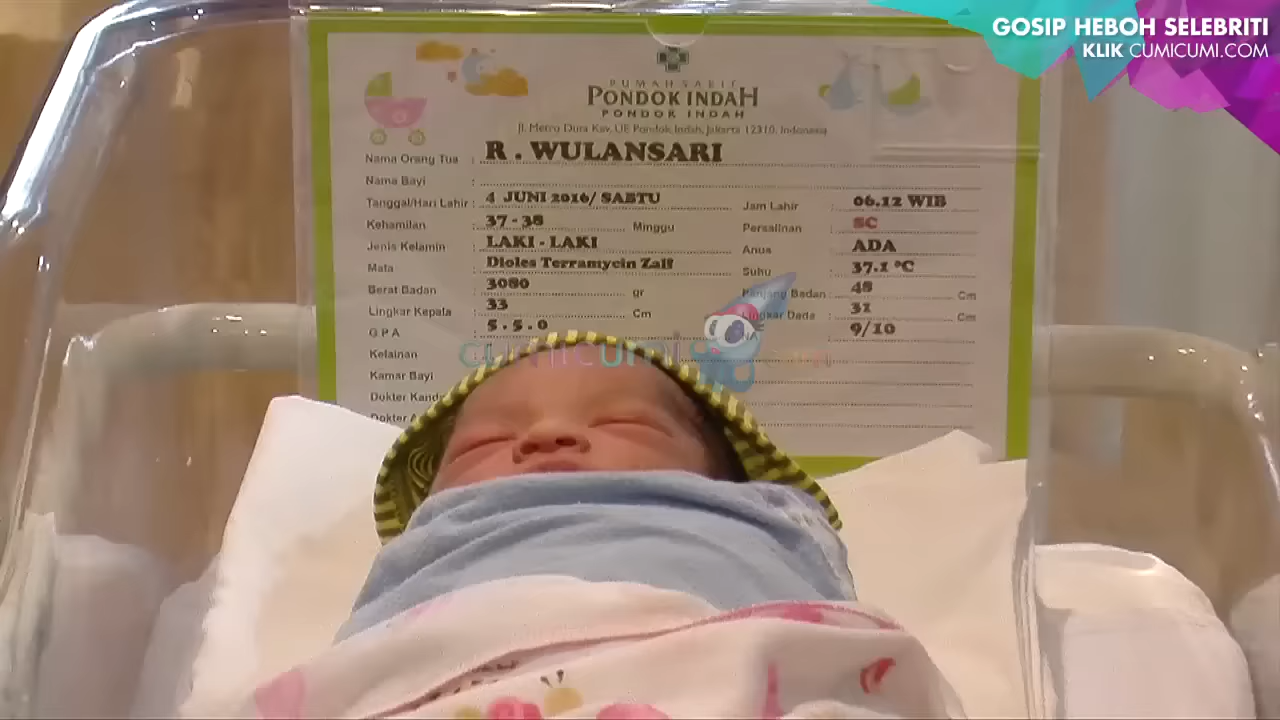 GOSIP HEBOH SELEBRITI
KLIK CUMICUMI.COM
RUMAH SAKIT
PONDOK INDAH
PONDOK INDAH
Jl. Metro Duta Kav. UE Pondok Indah, Jakarta 12310, Indonesia
Nama Orang Tua : R . WULANSARI
Nama Bayi :
Tanggal/Hari Lahir : 4 JUNI 2016/ SABTU Jam Lahir : 06.12 WIB
Kehamilan : 37 - 38 Minggu Persalinan : SC
Jenis Kelamin : LAKI - LAKI Anus : ADA
Mata : Dioles Terramycin Zalf Suhu : 37.1 °C
Berat Badan : 3080 gr Panjang Badan : 48 Cm
Lingkar Kepala : 33 Cm Lingkar Dada : 31 Cm
G P A : 5 . 5 . 0 9/10
Kelainan
Kamar Bayi
Dokter
Dokter
cumicumi.com